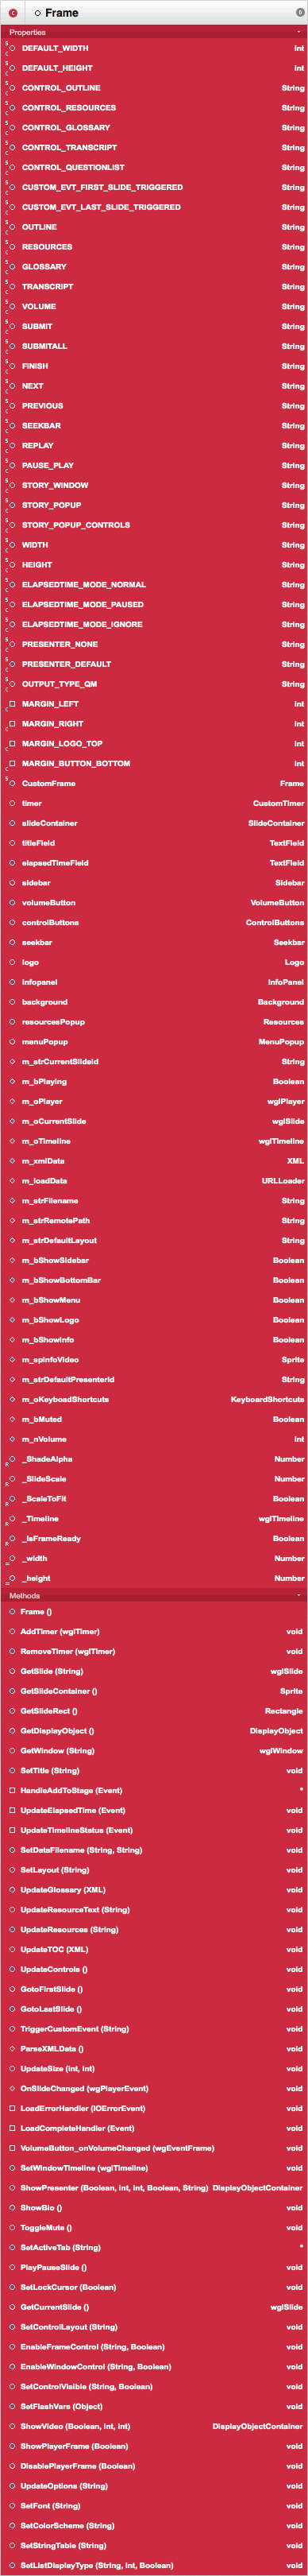 C Frame D
Properties
S C DEFAULT_WIDTH int
S C DEFAULT_HEIGHT int
S C CONTROL_OUTLINE String
S C CONTROL_RESOURCES String
S C CONTROL_GLOSSARY String
S C CONTROL_TRANSCRIPT String
S C CONTROL_QUESTIONLIST String
S C CUSTOM_EVT_FIRST_SLIDE_TRIGGERED String
S C CUSTOM_EVT_LAST_SLIDE_TRIGGERED String
S C OUTLINE String
S C RESOURCES String
S C GLOSSARY String
S C TRANSCRIPT String
S C VOLUME String
S C SUBMIT String
S C SUBMITALL String
S C FINISH String
S C NEXT String
S C PREVIOUS String
S C SEEKBAR String
S C REPLAY String
S C PAUSE_PLAY String
S C STORY_WINDOW String
S C STORY_POPUP String
S C STORY_POPUP_CONTROLS String
S C WIDTH String
S C HEIGHT String
S C ELAPSEDTIME_MODE_NORMAL String
S C ELAPSEDTIME_MODE_PAUSED String
S C ELAPSEDTIME_MODE_IGNORE String
S C PRESENTER_NONE String
S C PRESENTER_DEFAULT String
S C OUTPUT_TYPE_QM String
C MARGIN_LEFT int
C MARGIN_RIGHT int
C MARGIN_LOGO_TOP int
C MARGIN_BUTTON_BOTTOM int
S CustomFrame Frame
timer CustomTimer
slideContainer SlideContainer
titleField TextField
elapsedTimeField TextField
sidebar Sidebar
volumeButton VolumeButton
controlButtons ControlButtons
seekbar Seekbar
logo Logo
infopanel InfoPanel
background Background
resourcesPopup Resources
menuPopup MenuPopup
m_strCurrentSlideId String
m_bPlaying Boolean
m_oPlayer wgIPlayer
m_oCurrentSlide wgISlide
m_oTimeline wgITimeline
m_xmlData XML
m_loadData URLLoader
m_strFilename String
m_strRemotePath String
m_strDefaultLayout String
m_bShowSidebar Boolean
m_bShowBottomBar Boolean
m_bShowMenu Boolean
m_bShowLogo Boolean
m_bShowInfo Boolean
m_spInfoVideo Sprite
m_strDefaultPresenterId String
m_oKeyboadShortcuts KeyboardShortcuts
m_bMuted Boolean
m_nVolume int
R _ShadeAlpha Number
R _SlideScale Number
R _ScaleToFit Boolean
R _Timeline wgITimeline
R _IsFrameReady Boolean
= _width Number
= _height Number
Methods
Frame ()
AddTimer (wgITimer) void
RemoveTimer (wgITimer) void
GetSlide (String) wgISlide
GetSlideContainer () Sprite
GetSlideRect () Rectangle
GetDisplayObject () DisplayObject
GetWindow (String) wgIWindow
SetTitle (String) void
HandleAddToStage (Event) *
UpdateElapsedTime (Event) void
UpdateTimelineStatus (Event) void
SetDataFilename (String, String) void
SetLayout (String) void
UpdateGlossary (XML) void
UpdateResourceText (String) void
UpdateResources (String) void
UpdateTOC (XML) void
UpdateControls () void
GotoFirstSlide () void
GotoLastSlide () void
TriggerCustomEvent (String) void
ParseXMLData () void
UpdateSize (int, int) void
OnSlideChanged (wgPlayerEvent) void
LoadErrorHandler (IOErrorEvent) void
LoadCompleteHandler (Event) void
VolumeButton_onVolumeChanged (wgEventFrame) void
SetWindowTimeline (wgITimeline) void
ShowPresenter (Boolean, int, int, Boolean, String) DisplayObjectContainer
ShowBio () void
ToggleMute () void
SetActiveTab (String) *
PlayPauseSlide () void
SetLockCursor (Boolean) void
GetCurrentSlide () wgISlide
SetControlLayout (String) void
EnableFrameControl (String, Boolean) void
EnableWindowControl (String, Boolean) void
SetControlVisible (String, Boolean) void
SetFlashVars (Object) void
ShowVideo (Boolean, int, int) DisplayObjectContainer
ShowPlayerFrame (Boolean) void
DisablePlayerFrame (Boolean) void
UpdateOptions (String) void
SetFont (String) void
SetColorScheme (String) void
SetStringTable (String) void
SetListDisplayType (String, int, Boolean) void